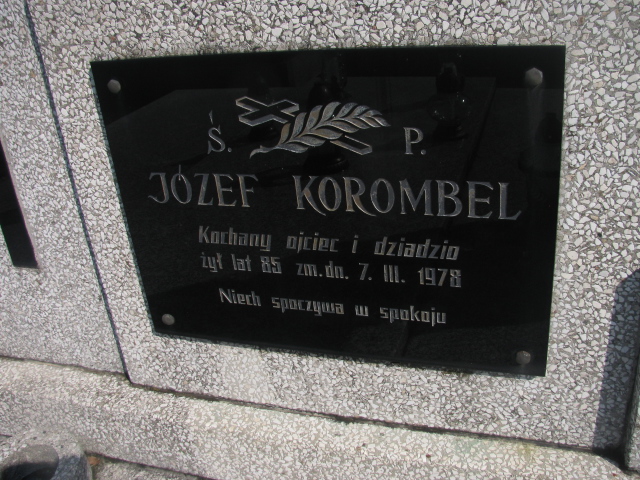 Ś. P.
JÓZEF KOROMBEL
Kochany ojciec i dziadzio
żył lat 85 zm. dn. 7. III. 1978
Niech spoczywa w spokoju